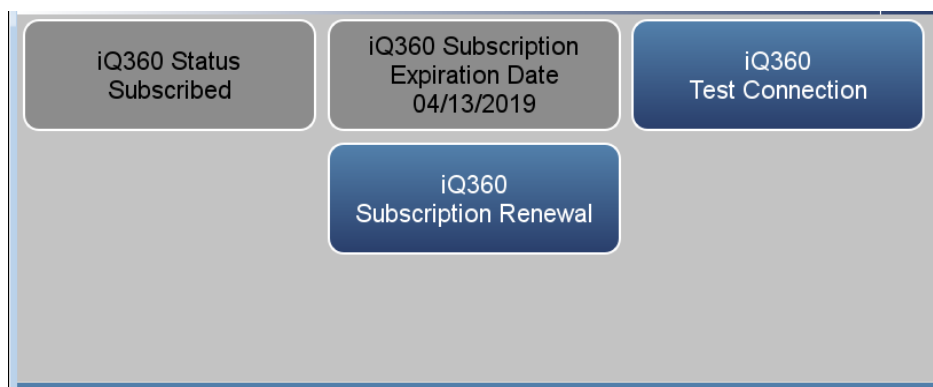 iQ360 Status
Subscribed
iQ360 Subscription
Expiration Date
04/13/2019
iQ360
Test Connection
iQ360
Subscription Renewal